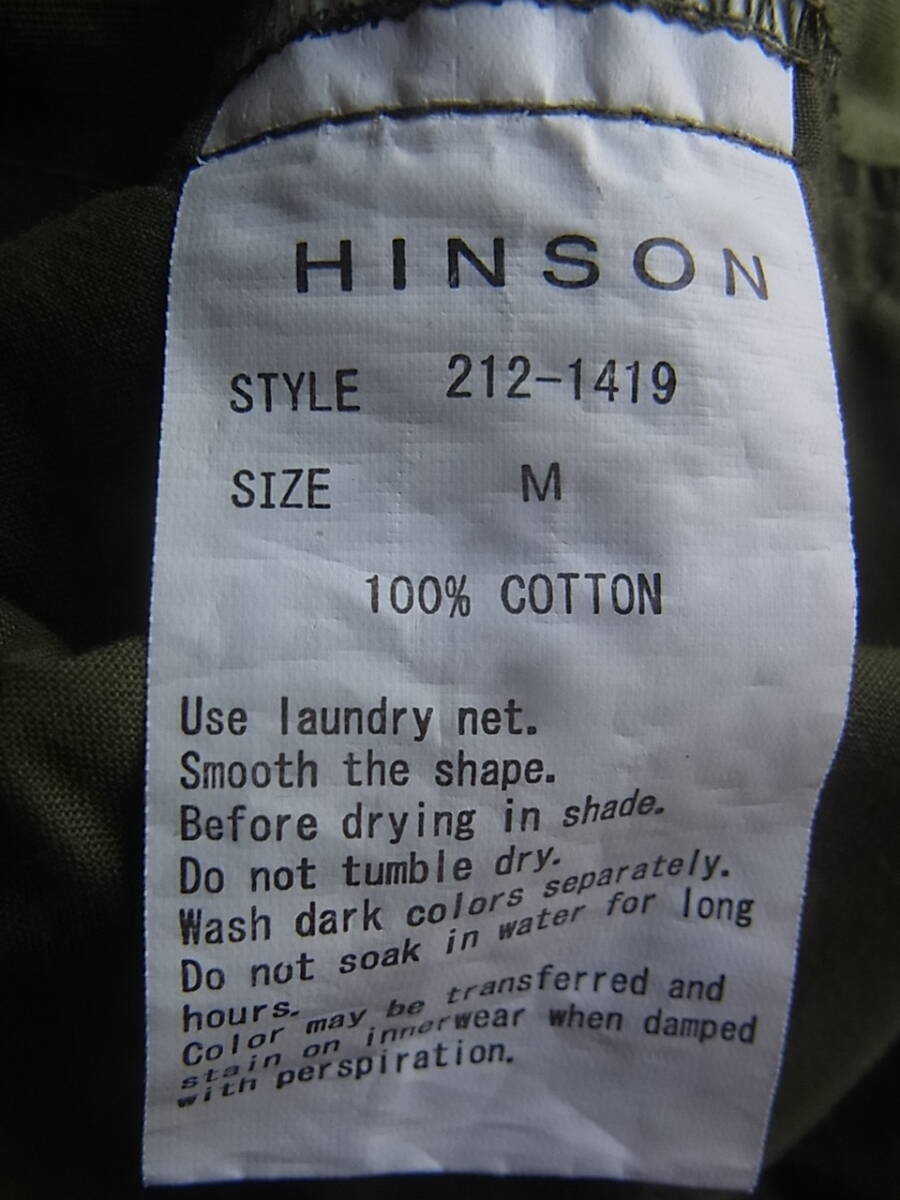 HINSON
STYLE 212-1419
SIZE M
100% COTTON
Use laundry net.
Smooth the shape.
Before drying in shade.
Do not tumble dry.
Wash dark colors separately.
Do not soak in water for long
hours.
Color may be transferred and
stain on innerwear when damped
with perspiration.